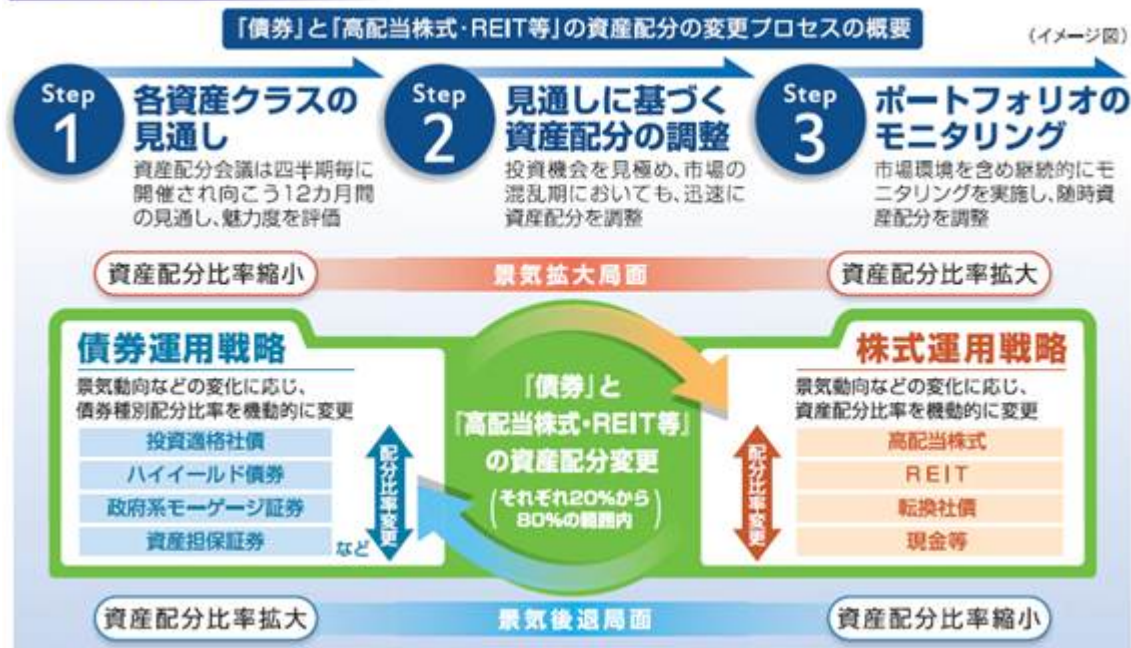 『債券』と『高配当株式・REIT等』の資産配分の変更プロセスの概要
（イメージ図）
Step 1
各資産クラスの
見通し
資産配分会議は四半期毎に
開催され向こう12カ月間
の見通し、魅力度を評価
Step 2
見通しに基づく
資産配分の調整
投資機会を見極め、市場の
混乱期においても、迅速に
資産配分を調整
Step 3
ポートフォリオの
モニタリング
市場環境を含め継続的にモ
ニタリングを実施し、随時資
産配分を調整
資産配分比率縮小
景気拡大局面
資産配分比率拡大
債券運用戦略
景気動向などの変化に応じ、
債券種別配分比率を機動的に変更
投資適格社債
ハイイールド債券
政府系モーゲージ証券
資産担保証券
など
配分比率変更
『債券』と
『高配当株式・REIT等』
の資産配分変更
（それぞれ20%から
80%の範囲内）
株式運用戦略
景気動向などの変化に応じ、
資産配分比率を機動的に変更
配分比率変更
高配当株式
REIT
転換社債
現金等
資産配分比率拡大
景気後退局面
資産配分比率縮小